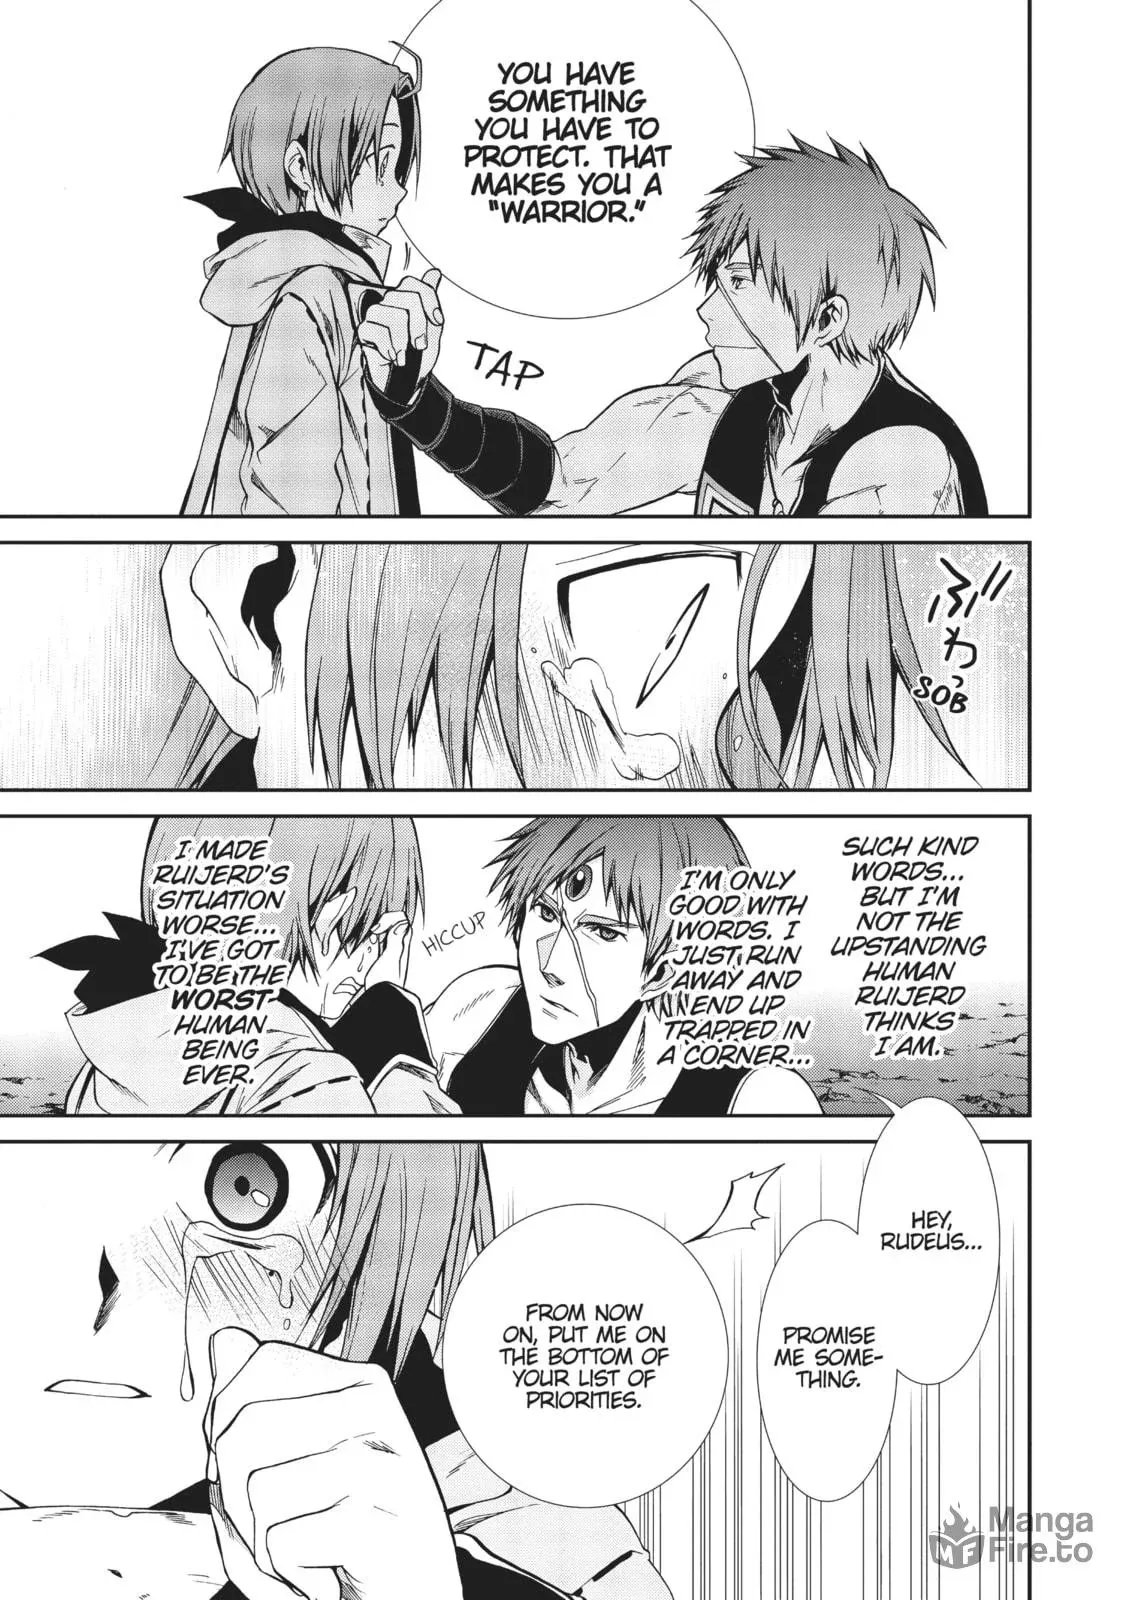 YOU HAVE
SOMETHING
YOU HAVE TO
PROTECT. THAT
MAKES YOU A
"WARRIOR."
TAP
ぶわっ
SOB
SUCH KIND
WORDS...
BUT I'M
NOT THE
UPSTANDING
HUMAN
RUIJERD
THINKS
I AM.
I'M ONLY
GOOD WITH
WORDS. I
JUST RUN
AWAY AND
END UP
TRAPPED IN
A CORNER...
HICCUP
I MADE
RUIJERD'S
SITUATION
WORSE...
I'VE GOT
TO BE THE
WORST
HUMAN
BEING
EVER.
HEY,
RUDEUS...
PROMISE
ME SOME-
THING.
FROM NOW
ON, PUT ME ON
THE BOTTOM OF
YOUR LIST OF
PRIORITIES.
MF
Manga
Fire.to